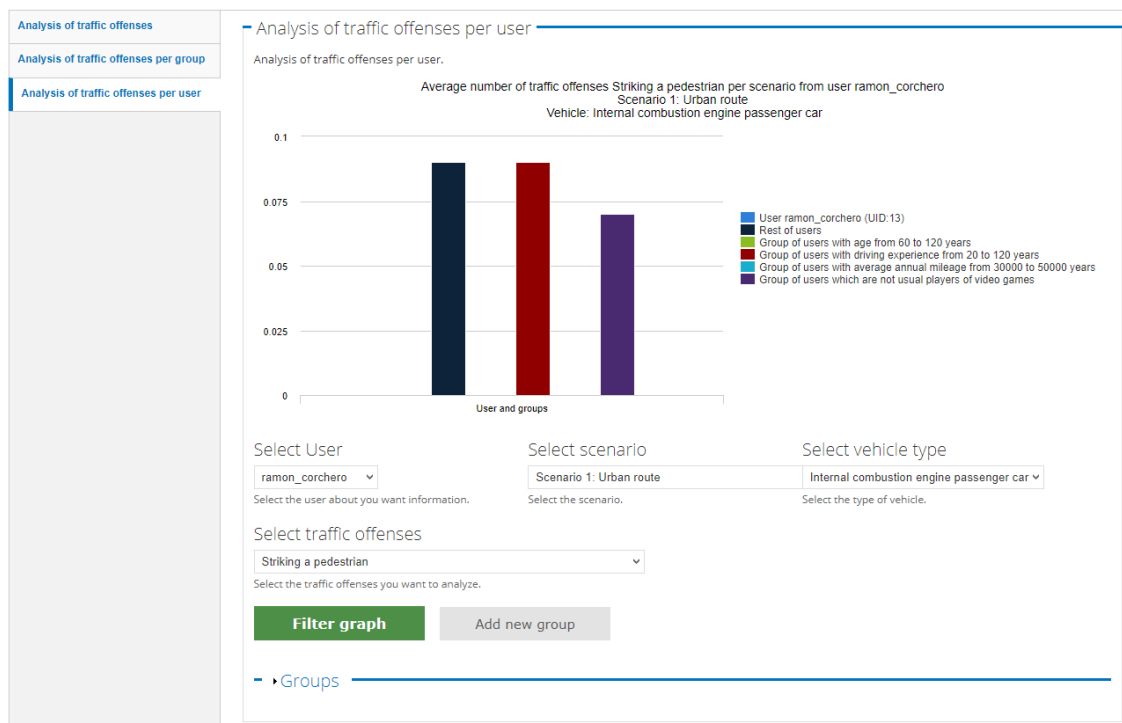 Analysis of traffic offenses
Analysis of traffic offenses per group
Analysis of traffic offenses per user
Analysis of traffic offenses per user
Analysis of traffic offenses per user.
Average number of traffic offenses Striking a pedestrian per scenario from user ramon_corchero
Scenario 1: Urban route
Vehicle: Internal combustion engine passenger car
0.1
0.075
0.05
0.025
0
User and groups
User ramon_corchero (UID:13)
Rest of users
Group of users with age from 60 to 120 years
Group of users with driving experience from 20 to 120 years
Group of users with average annual mileage from 30000 to 50000 years
Group of users which are not usual players of video games
Select User
ramon_corchero
Select the user about you want information.
Select scenario
Scenario 1: Urban route
Select the scenario.
Select vehicle type
Internal combustion engine passenger car
Select the type of vehicle.
Select traffic offenses
Striking a pedestrian
Select the traffic offenses you want to analyze.
Filter graph
Add new group
Groups